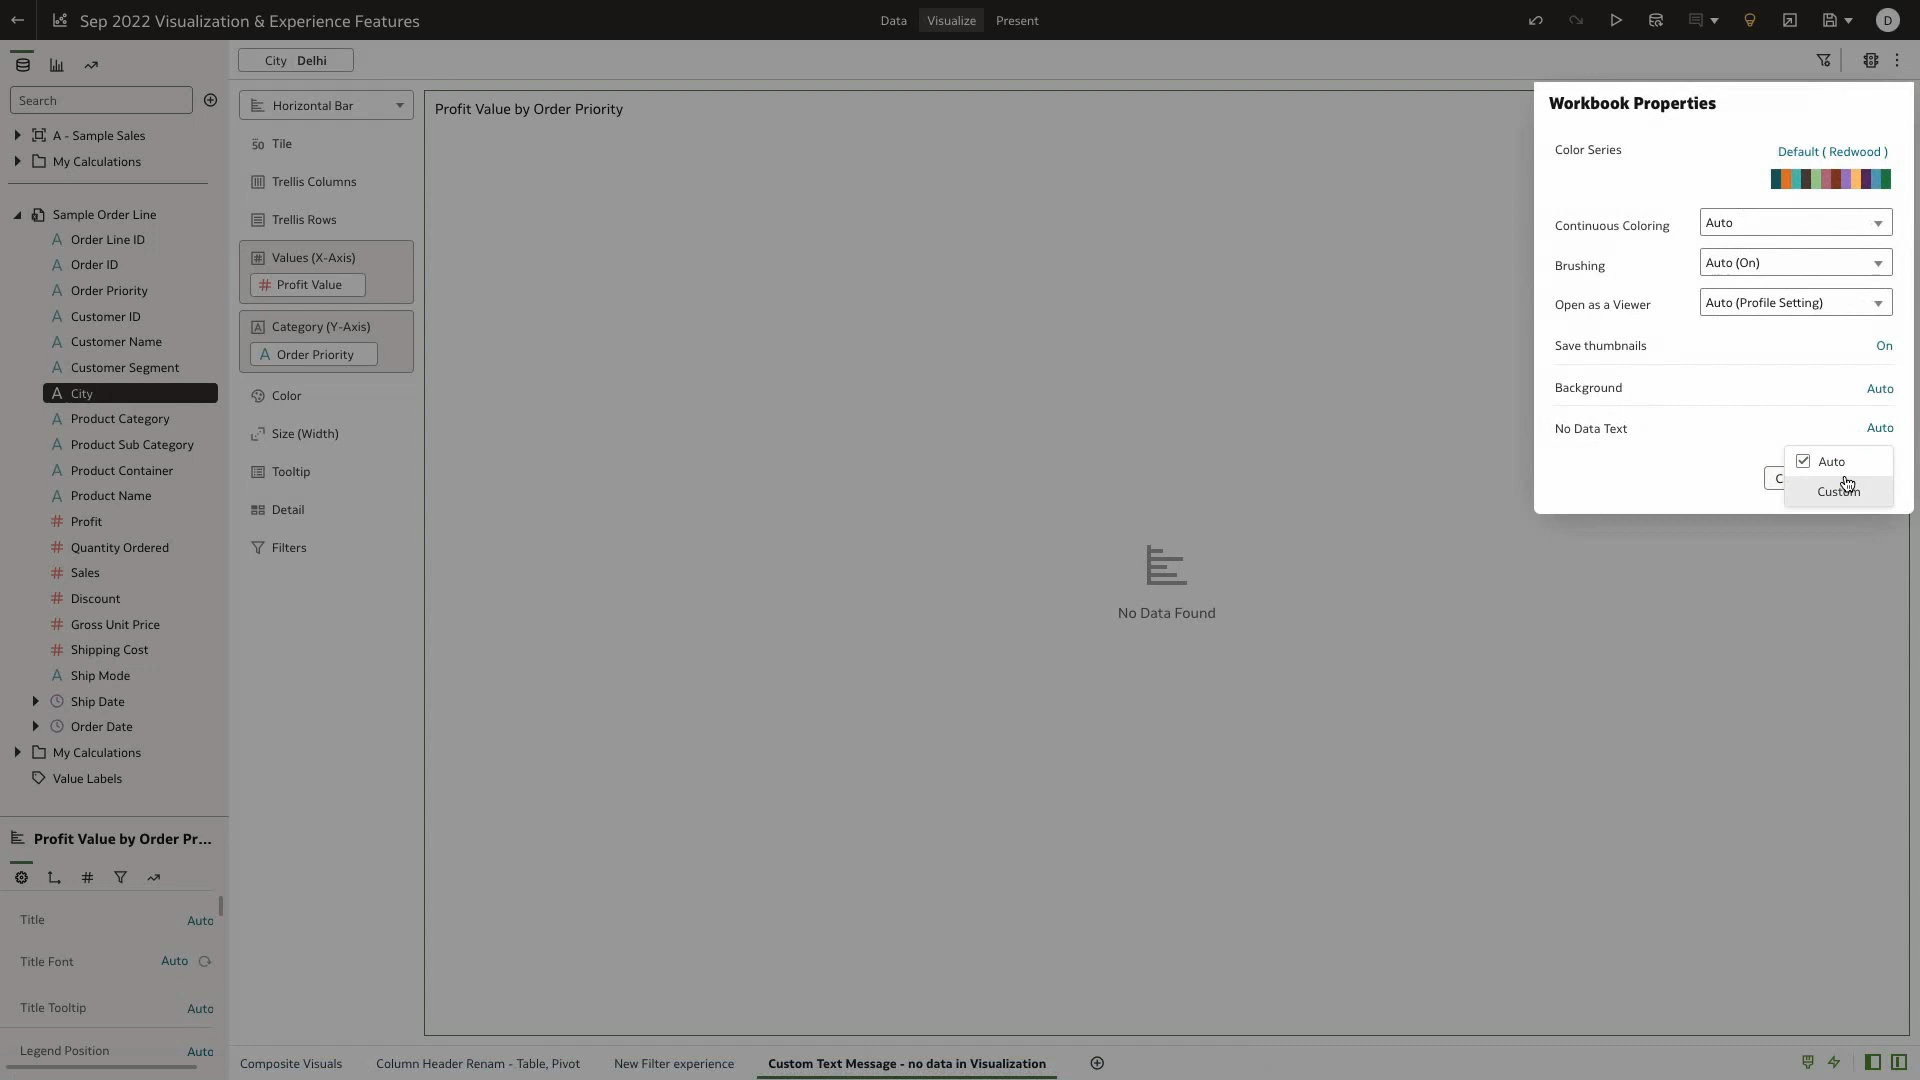 Sep 2022 Visualization & Experience Features
Data
Visualize
Present
D
Search
A - Sample Sales
My Calculations
Sample Order Line
A Order Line ID
A Order ID
A Order Priority
A Customer ID
A Customer Name
A Customer Segment
A City
A Product Category
A Product Sub Category
A Product Container
A Product Name
# Profit
# Quantity Ordered
# Sales
# Discount
# Gross Unit Price
# Shipping Cost
A Ship Mode
Ship Date
Order Date
My Calculations
Value Labels
Profit Value by Order Pr...
#
Title Auto
Title Font Auto
Title Tooltip Auto
Legend Position Auto
City Delhi
Horizontal Bar
50 Tile
Trellis Columns
Trellis Rows
# Values (X-Axis)
# Profit Value
A Category (Y-Axis)
A Order Priority
Color
Size (Width)
Tooltip
Detail
Filters
Profit Value by Order Priority
No Data Found
Workbook Properties
Color Series Default ( Redwood )
Continuous Coloring Auto
Brushing Auto (On)
Open as a Viewer Auto (Profile Setting)
Save thumbnails On
Background Auto
No Data Text Auto
Auto
Custom
Composite Visuals
Column Header Renam - Table, Pivot
New Filter experience
Custom Text Message - no data in Visualization